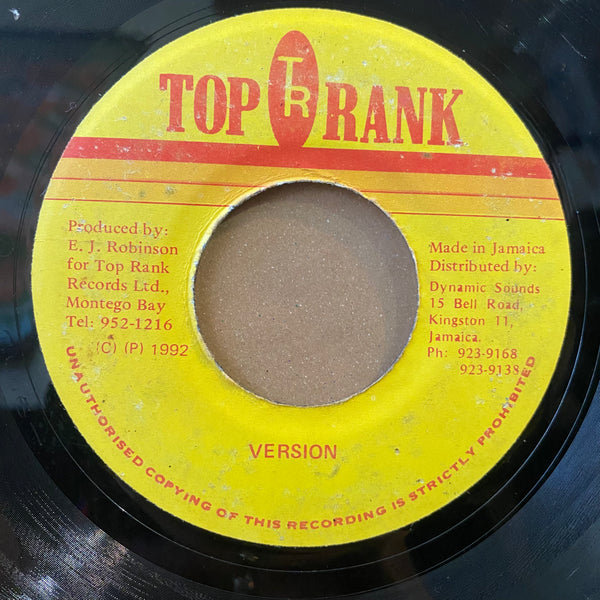 TOP TR RANK
Produced by:
E. J. Robinson
for Top Rank
Records Ltd.,
Montego Bay
Tel: 952-1216
(C) (P) 1992
Made in Jamaica
Distributed by:
Dynamic Sounds
15 Bell Road,
Kingston 11,
Jamaica.
Ph: 923-9168
923-9138
VERSION
UNAUTHORISED COPYING OF THIS RECORDING IS STRICTLY PROHIBITED